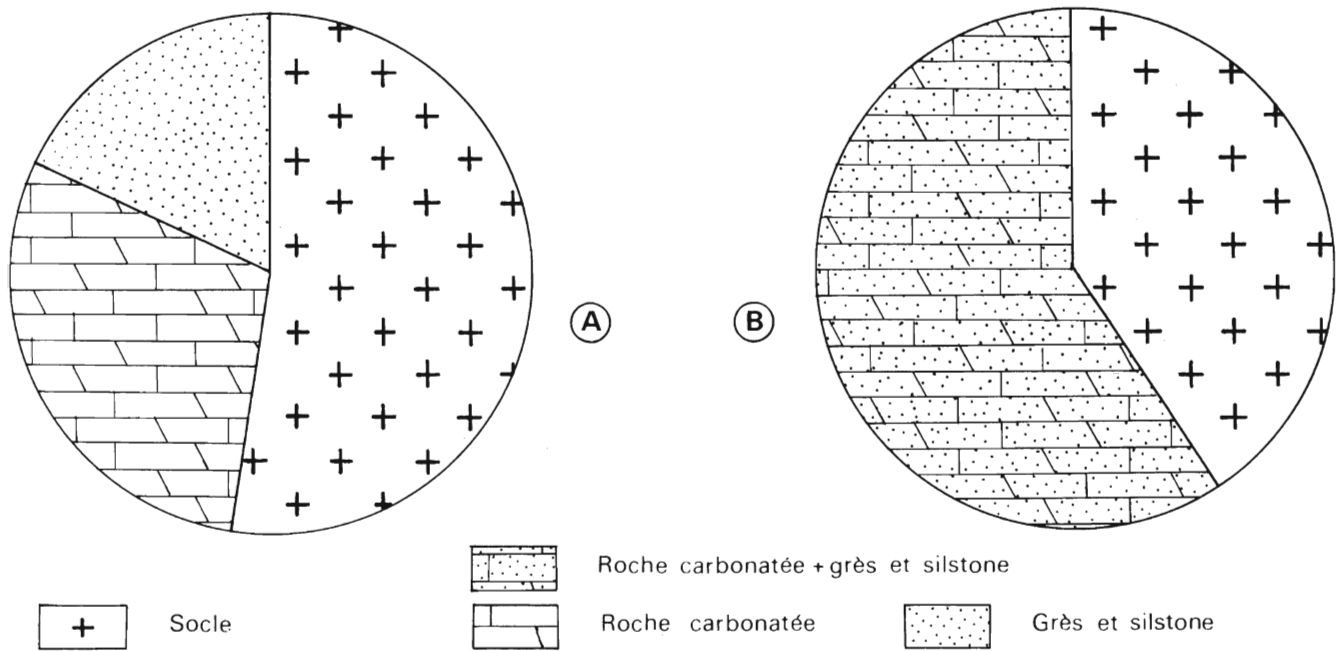 A
B
Roche carbonatée + grès et silstone
Socle
Roche carbonatée
Grès et silstone